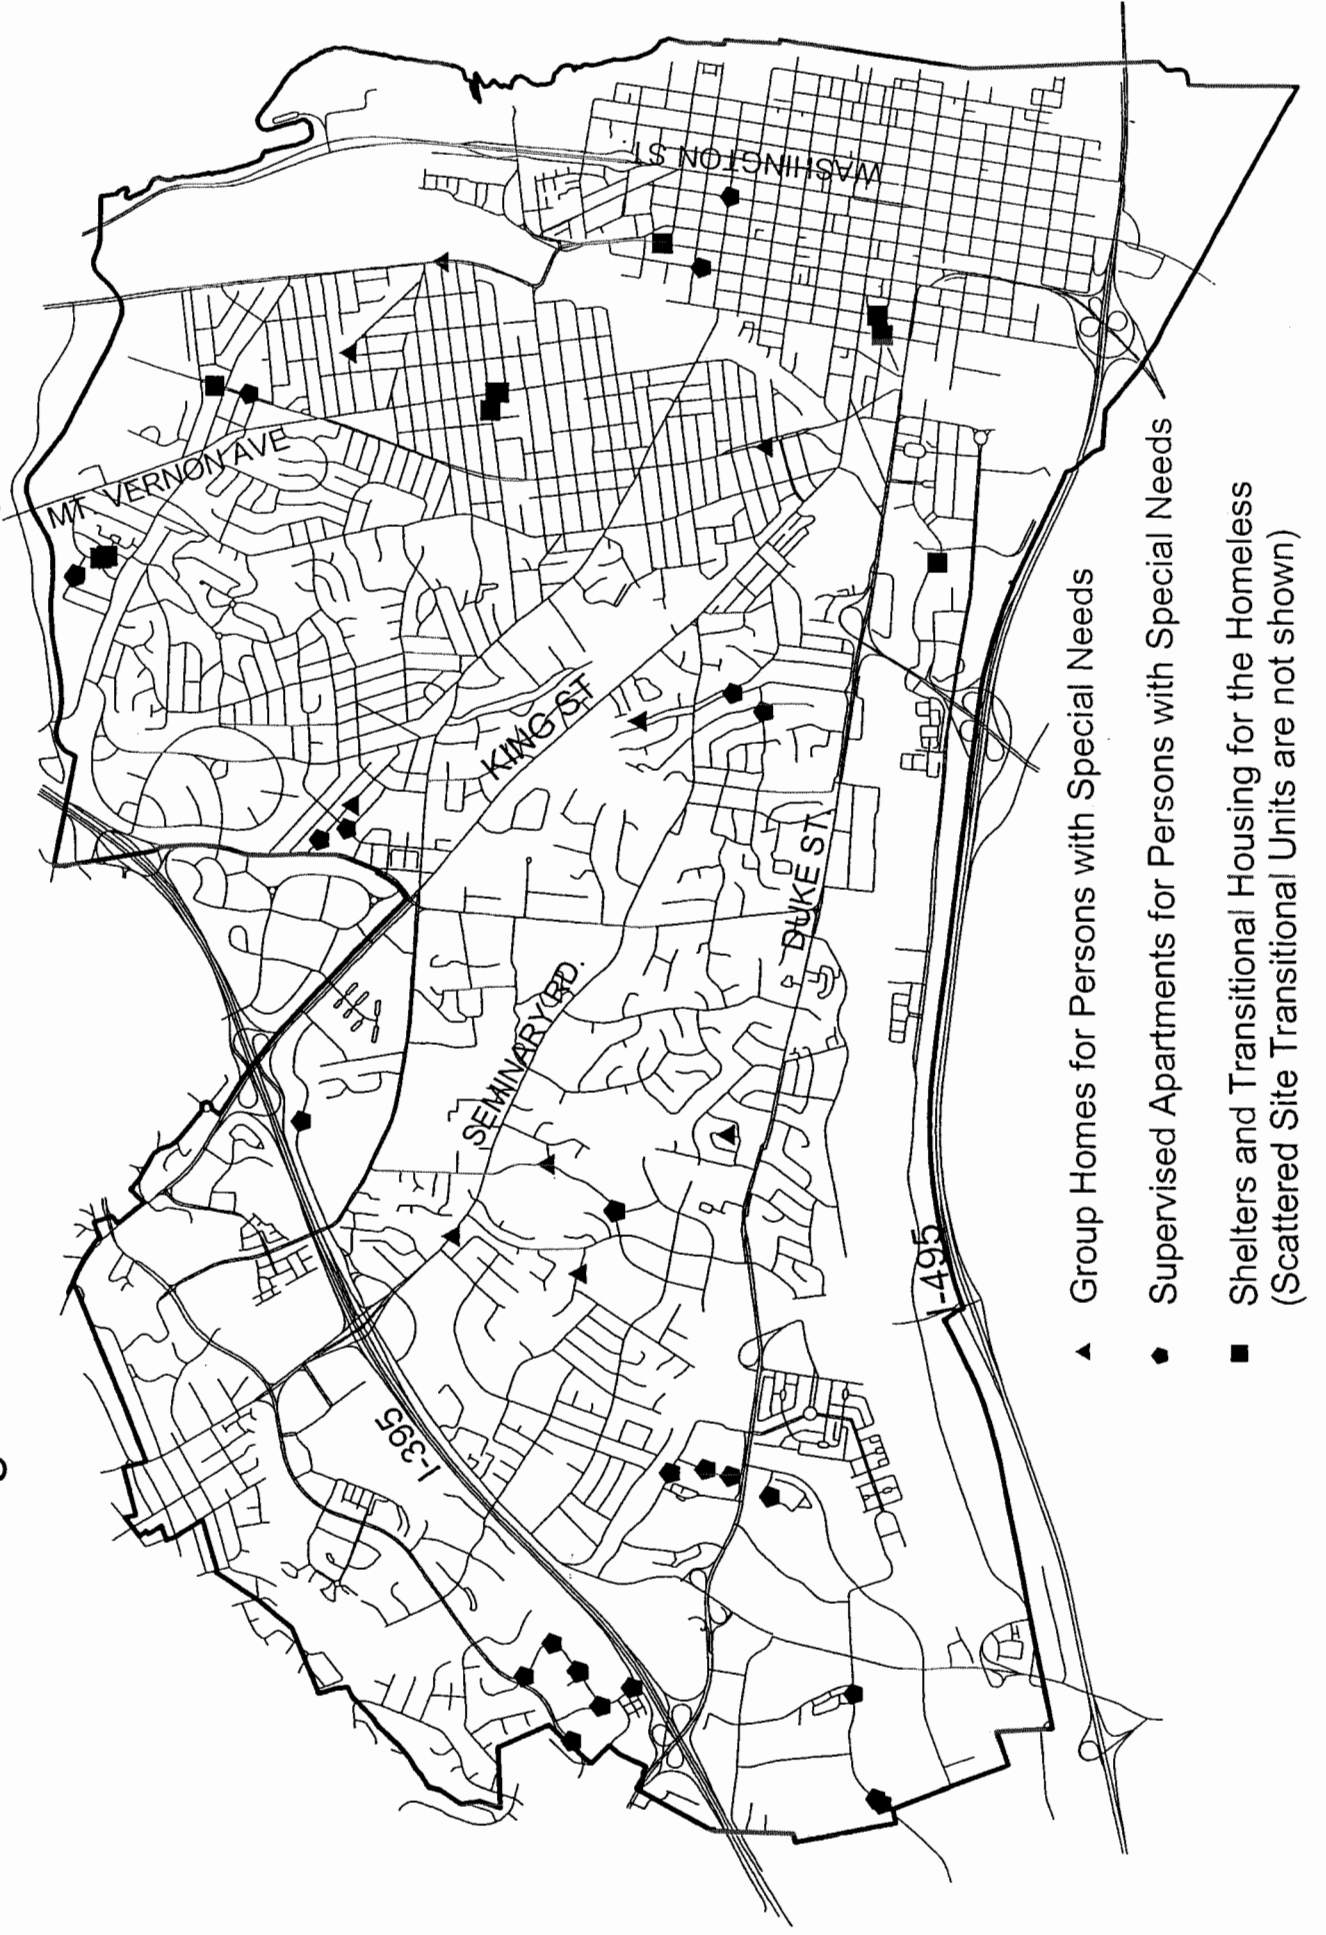 MT. VERNON AVE
WASHINGTON ST.
KING ST
SEMINARY RD.
DUKE ST.
I-395
I-495
Group Homes for Persons with Special Needs
Supervised Apartments for Persons with Special Needs
Shelters and Transitional Housing for the Homeless
(Scattered Site Transitional Units are not shown)